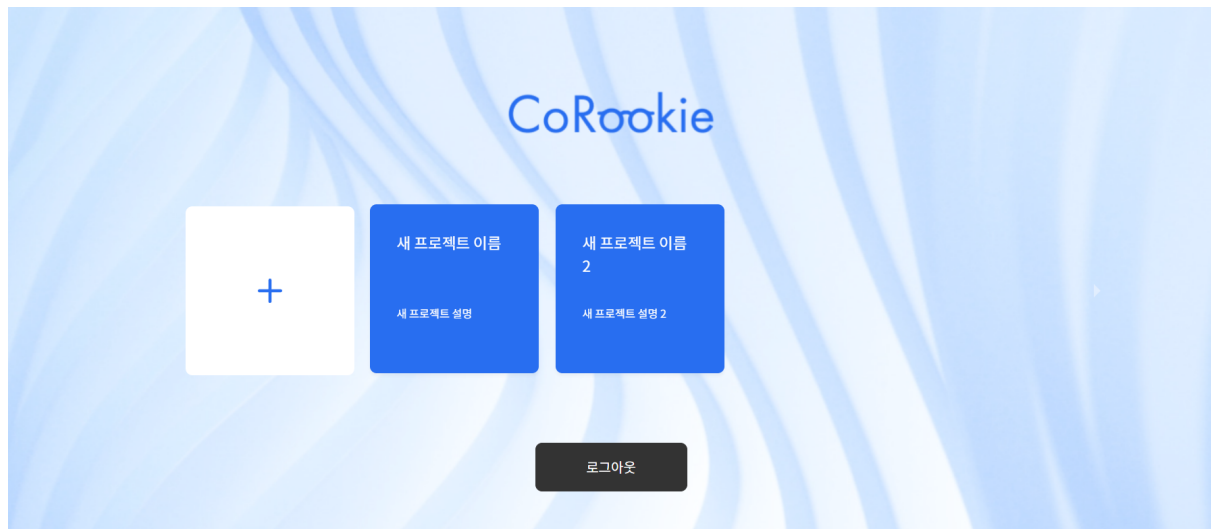 CoRookie
새 프로젝트 이름
새 프로젝트 설명
새 프로젝트 이름
2
새 프로젝트 설명 2
로그아웃